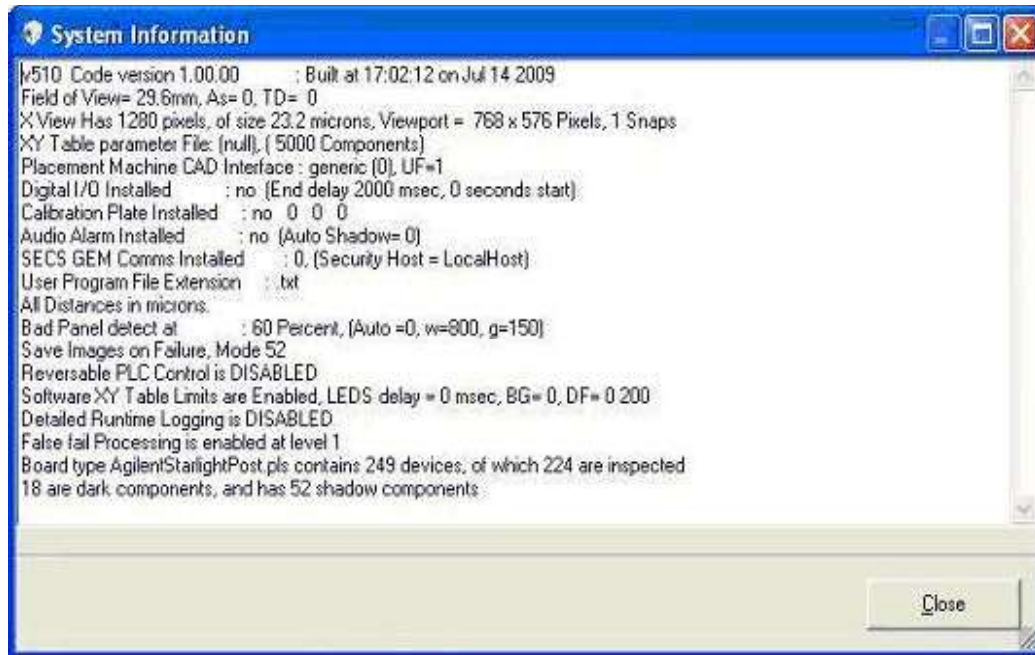 System Information
v510 Code version 1.00.00 : Built at 17:02:12 on Jul 14 2009
Field of View= 29.6mm, As= 0, TD= 0
X View Has 1280 pixels, of size 23.2 microns, Viewport = 768 x 576 Pixels, 1 Snaps
XY Table parameter File: (null), ( 5000 Components)
Placement Machine CAD Interface : generic (0), UF=1
Digital I/O Installed : no (End delay 2000 msec, 0 seconds start)
Calibration Plate Installed : no 0 0 0
Audio Alarm Installed : no (Auto Shadow= 0)
SECS GEM Comms Installed : 0, (Security Host = LocalHost)
User Program File Extension : .txt
All Distances in microns.
Bad Panel detect at : 60 Percent, (Auto =0, w=800, g=150)
Save Images on Failure, Mode 52
Reversable PLC Control is DISABLED
Software XY Table Limits are Enabled, LEDS delay = 0 msec, BG= 0, DF= 0 200
Detailed Runtime Logging is DISABLED
False fail Processing is enabled at level 1
Board type AgilentStarlightPost.pls contains 249 devices, of which 224 are inspected
18 are dark components, and has 52 shadow components
Close